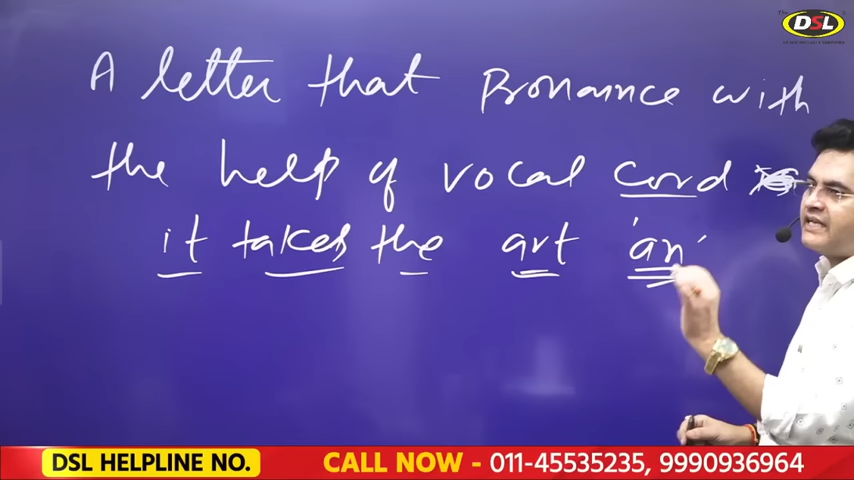 DSL
A letter that Pronounce with
the help of vocal cord
it takes the art 'an'
DSL HELPLINE NO. CALL NOW - 011-45535235, 9990936964